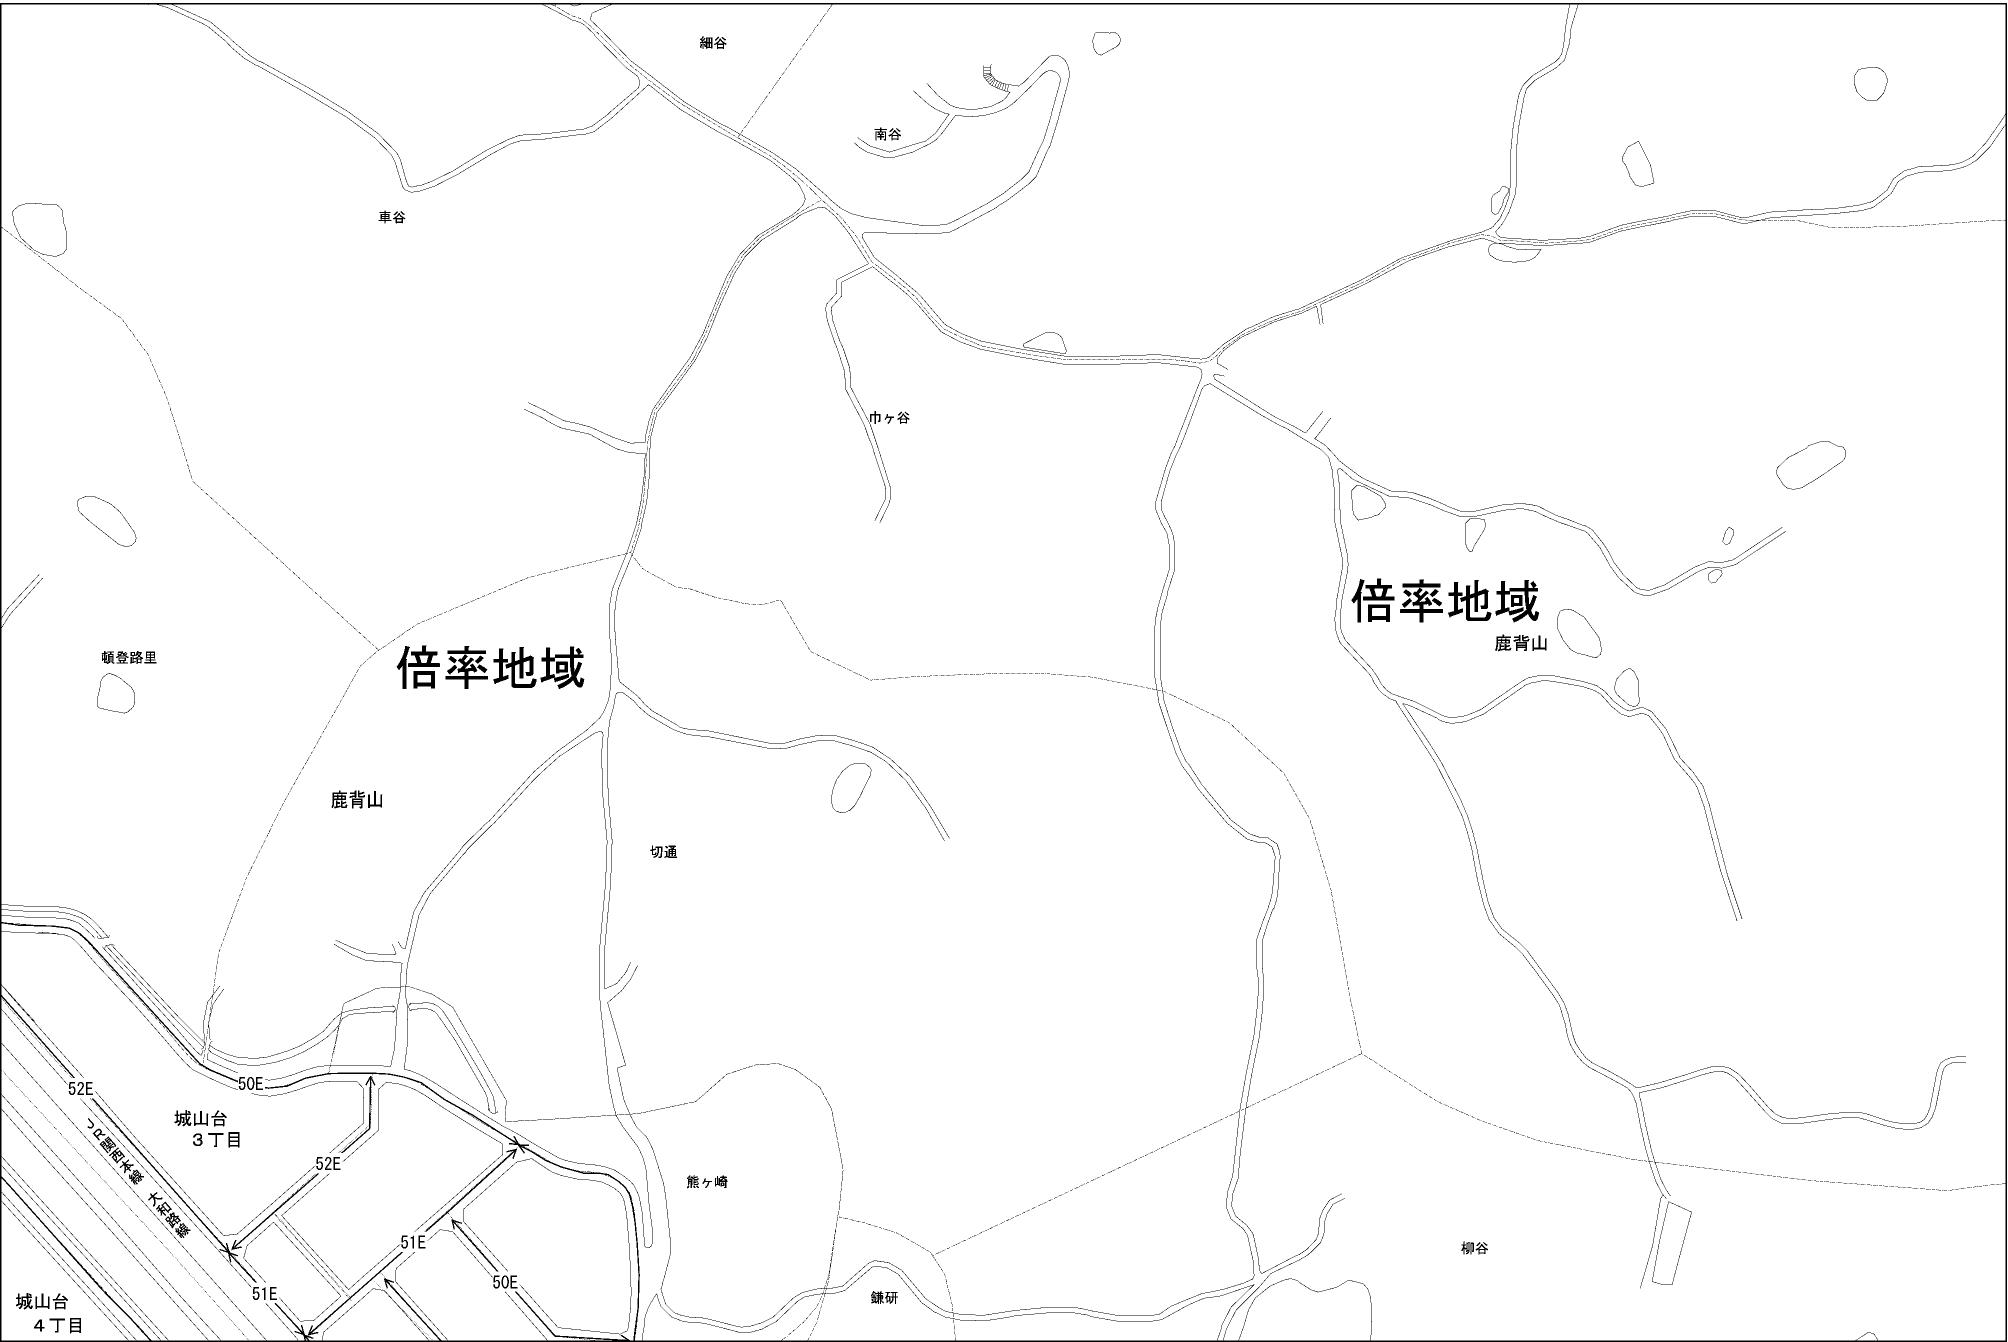 細谷
南谷
車谷
巾ヶ谷
倍率地域
鹿背山
頓登路里
倍率地域
鹿背山
切通
52E
50E
城山台
3丁目
JR関西本線 大和路線
52E
熊ヶ崎
51E
柳谷
50E
51E
鎌研
城山台
4丁目